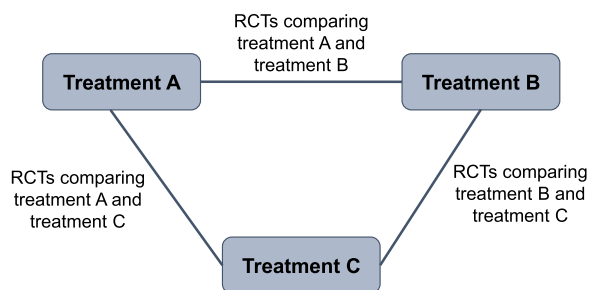 RCTs comparing
treatment A and
treatment B
Treatment A
Treatment B
RCTs comparing
treatment A and
treatment C
RCTs comparing
treatment B and
treatment C
Treatment C